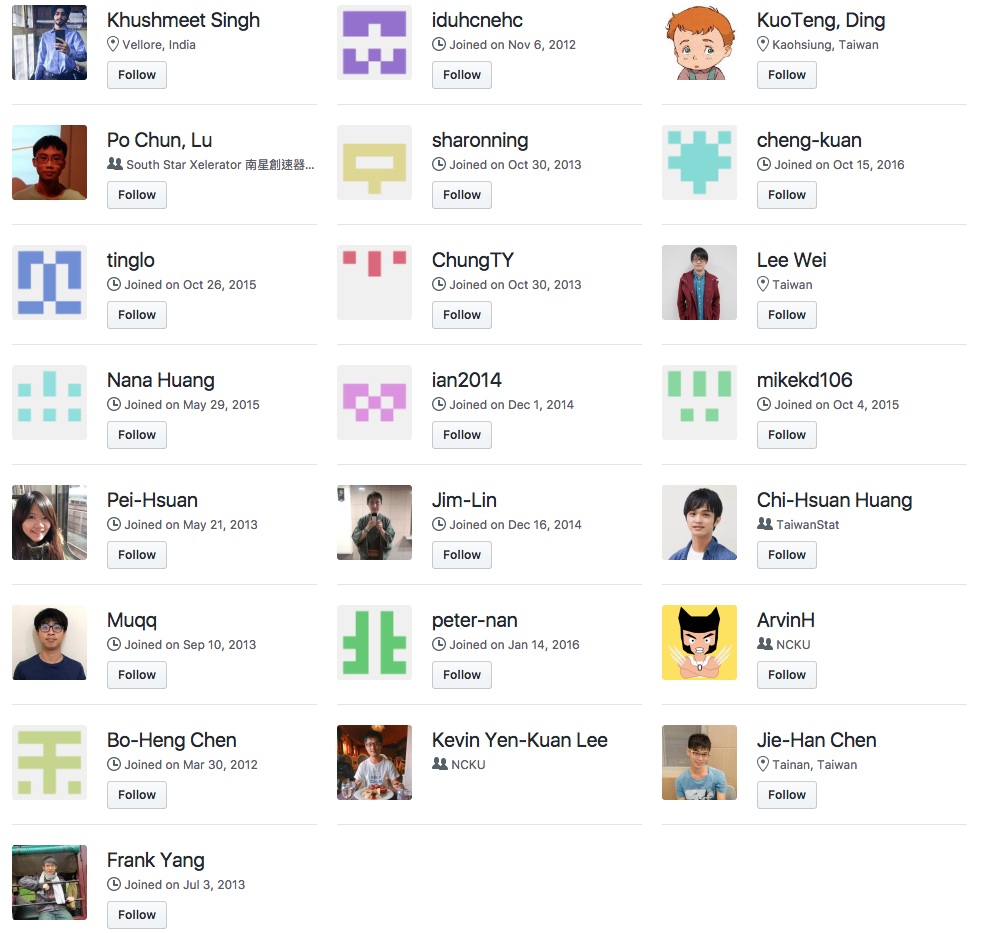 Khushmeet Singh
Vellore, India
Follow
iduhcnehc
Joined on Nov 6, 2012
Follow
KuoTeng, Ding
Kaohsiung, Taiwan
Follow
Po Chun, Lu
South Star Xelerator 南星創速器...
Follow
sharonning
Joined on Oct 30, 2013
Follow
cheng-kuan
Joined on Oct 15, 2016
Follow
tinglo
Joined on Oct 26, 2015
Follow
ChungTY
Joined on Oct 30, 2013
Follow
Lee Wei
Taiwan
Follow
Nana Huang
Joined on May 29, 2015
Follow
ian2014
Joined on Dec 1, 2014
Follow
mikekd106
Joined on Oct 4, 2015
Follow
Pei-Hsuan
Joined on May 21, 2013
Follow
Jim-Lin
Joined on Dec 16, 2014
Follow
Chi-Hsuan Huang
TaiwanStat
Follow
Muqq
Joined on Sep 10, 2013
Follow
peter-nan
Joined on Jan 14, 2016
Follow
ArvinH
NCKU
Follow
Bo-Heng Chen
Joined on Mar 30, 2012
Follow
Kevin Yen-Kuan Lee
NCKU
Jie-Han Chen
Tainan, Taiwan
Follow
Frank Yang
Joined on Jul 3, 2013
Follow